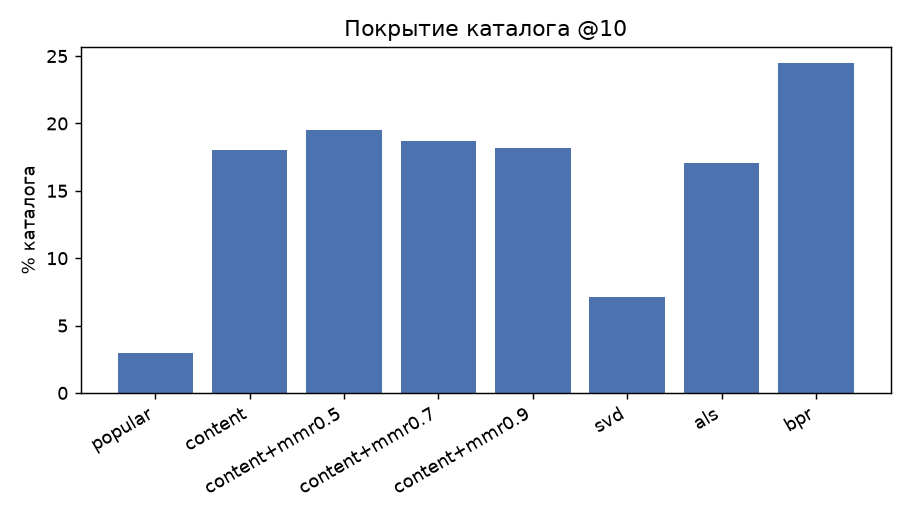 Покрытие каталога @10
% каталога
25
20
15
10
5
0
popular
content
content+mmr0.5
content+mmr0.7
content+mmr0.9
svd
als
bpr